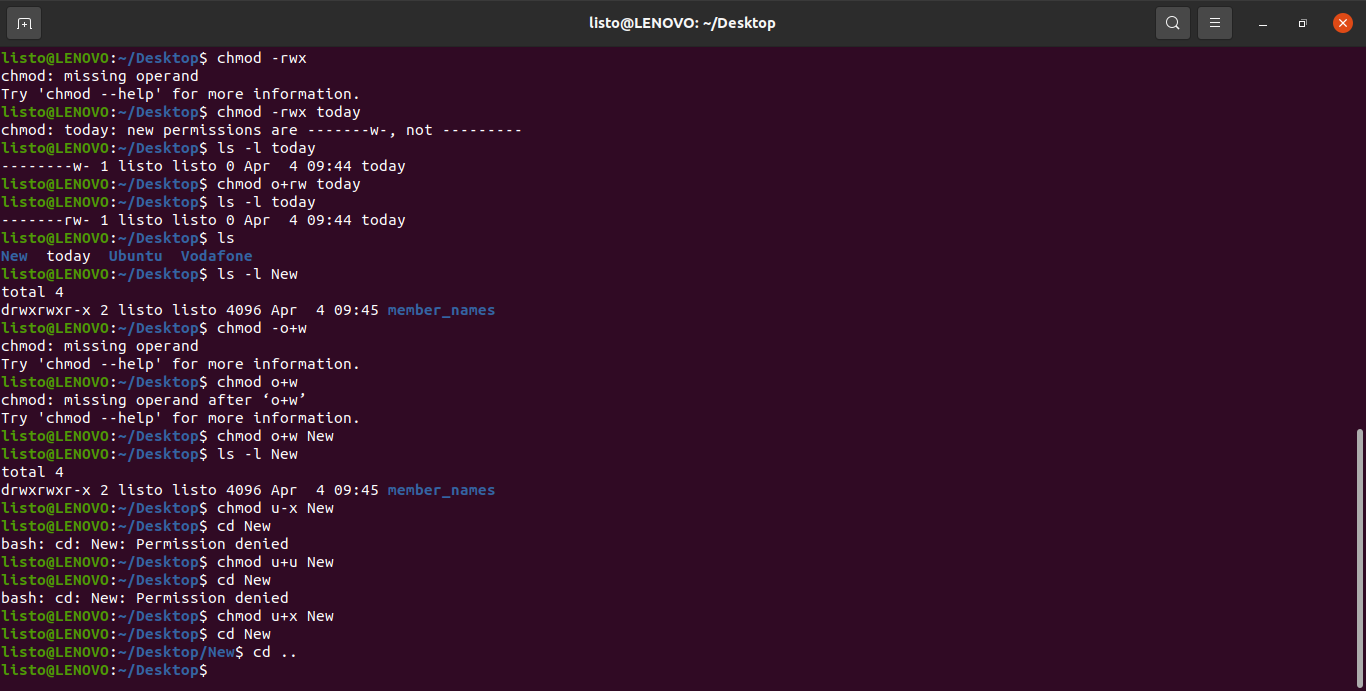 listo@LENOVO: ~/Desktop
listo@LENOVO:~/Desktop$ chmod -rwx
chmod: missing operand
Try 'chmod --help' for more information.
listo@LENOVO:~/Desktop$ chmod -rwx today
chmod: today: new permissions are -------w-, not ---------
listo@LENOVO:~/Desktop$ ls -l today
--------w- 1 listo listo 0 Apr  4 09:44 today
listo@LENOVO:~/Desktop$ chmod o+rw today
listo@LENOVO:~/Desktop$ ls -l today
-------rw- 1 listo listo 0 Apr  4 09:44 today
listo@LENOVO:~/Desktop$ ls
New  today  Ubuntu  Vodafone
listo@LENOVO:~/Desktop$ ls -l New
total 4
drwxrwxr-x 2 listo listo 4096 Apr  4 09:45 member_names
listo@LENOVO:~/Desktop$ chmod -o+w
chmod: missing operand
Try 'chmod --help' for more information.
listo@LENOVO:~/Desktop$ chmod o+w
chmod: missing operand after ‘o+w’
Try 'chmod --help' for more information.
listo@LENOVO:~/Desktop$ chmod o+w New
listo@LENOVO:~/Desktop$ ls -l New
total 4
drwxrwxr-x 2 listo listo 4096 Apr  4 09:45 member_names
listo@LENOVO:~/Desktop$ chmod u-x New
listo@LENOVO:~/Desktop$ cd New
bash: cd: New: Permission denied
listo@LENOVO:~/Desktop$ chmod u+u New
listo@LENOVO:~/Desktop$ cd New
bash: cd: New: Permission denied
listo@LENOVO:~/Desktop$ chmod u+x New
listo@LENOVO:~/Desktop$ cd New
listo@LENOVO:~/Desktop/New$ cd ..
listo@LENOVO:~/Desktop$